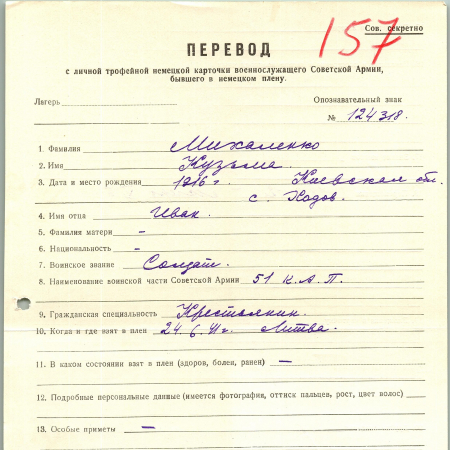 Сов. секретно
157
ПЕРЕВОД
с личной трофейной немецкой карточки военнослужащего Советской Армии,
бывшего в немецком плену.
Лагерь
Опознавательный знак
№ 124318.
1. Фамилия Михаленко
2. Имя Кузьма.
3. Дата и место рождения 1916 г. Киевская обл.
с. Ходов.
4. Имя отца Иван.
5. Фамилия матери –
6. Национальность –
7. Воинское звание Солдат.
8. Наименование воинской части Советской Армии 51 К.А.П.
9. Гражданская специальность Крестьянин.
10. Когда и где взят в плен 24.6.41г. Литва.
11. В каком состоянии взят в плен (здоров, болен, ранен) —
12. Подробные персональные данные (имеется фотография, оттиск пальцев, рост, цвет волос)
13. Особые приметы —